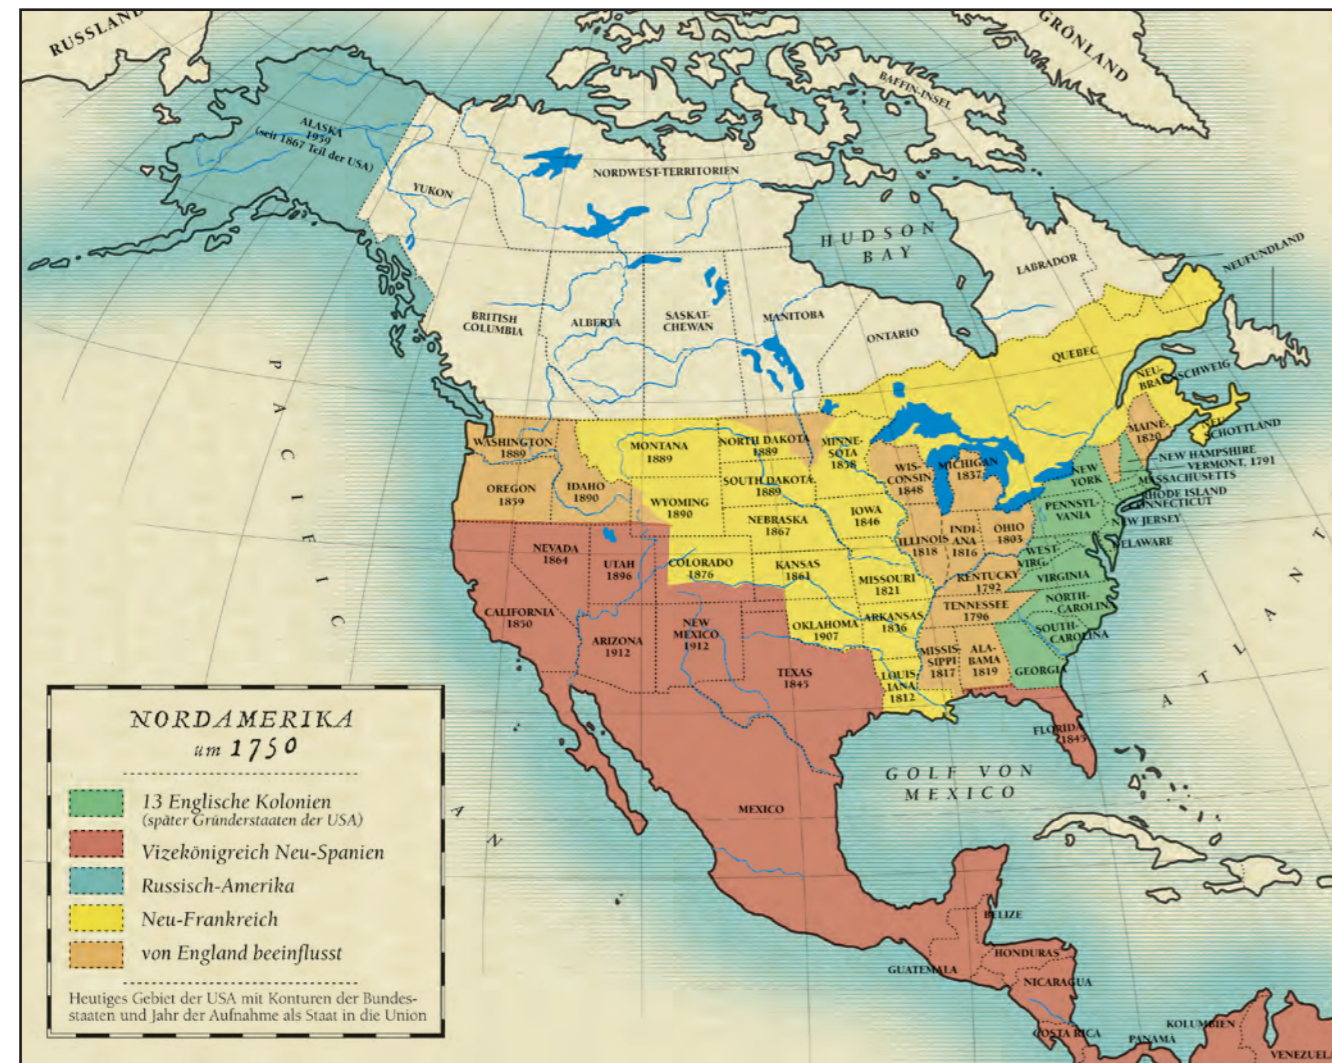 RUSSLAND
GRÖNLAND
BAFFIN-INSEL
ALASKA
1959
(seit 1867 Teil der USA)
YUKON
NORDWEST-TERRITORIEN
HUDSON
BAY
LABRADOR
NEUFUNDLAND
BRITISH
COLUMBIA
ALBERTA
SASKAT-
CHEWAN
MANITOBA
ONTARIO
QUEBEC
NEU-
BRAUNSCHWEIG
NEU-
SCHOTTLAND
WASHINGTON
1889
MONTANA
1889
NORTH DAKOTA
1889
MINNE-
SOTA
1858
WIS-
CONSIN
1848
MICHIGAN
1837
MAINE
1820
NEW HAMPSHIRE
VERMONT, 1791
MASSACHUSETTS
RHODE ISLAND
CONNECTICUT
NEW
YORK
PENNSYL-
VANIA
NEW JERSEY
DELAWARE
OREGON
1859
IDAHO
1890
WYOMING
1890
SOUTH DAKOTA
1889
NEBRASKA
1867
IOWA
1846
ILLINOIS
1818
INDI-
ANA
1816
OHIO
1803
WEST-
VIRG.
VIRGINIA
NEVADA
1864
UTAH
1896
COLORADO
1876
KANSAS
1861
MISSOURI
1821
KENTUCKY
1792
TENNESSEE
1796
NORTH-
CAROLINA
SOUTH-
CAROLINA
CALIFORNIA
1850
ARIZONA
1912
NEW
MEXICO
1912
OKLAHOMA
1907
ARKANSAS
1836
MISSIS-
SIPPI
1817
ALA-
BAMA
1819
GEORGIA
TEXAS
1845
LOUIS-
IANA
1812
FLORIDA
1845
PACIFIC
AN
ATLANT
GOLF VON
MEXICO
MEXICO
BELIZE
HONDURAS
GUATEMALA
NICARAGUA
COSTA RICA
PANAMÁ
KOLUMBIEN
VENEZUEL
NORDAMERIKA
um 1750
13 Englische Kolonien
(später Gründerstaaten der USA)
Vizekönigreich Neu-Spanien
Russisch-Amerika
Neu-Frankreich
von England beeinflusst
Heutiges Gebiet der USA mit Konturen der Bundes-
staaten und Jahr der Aufnahme als Staat in die Union